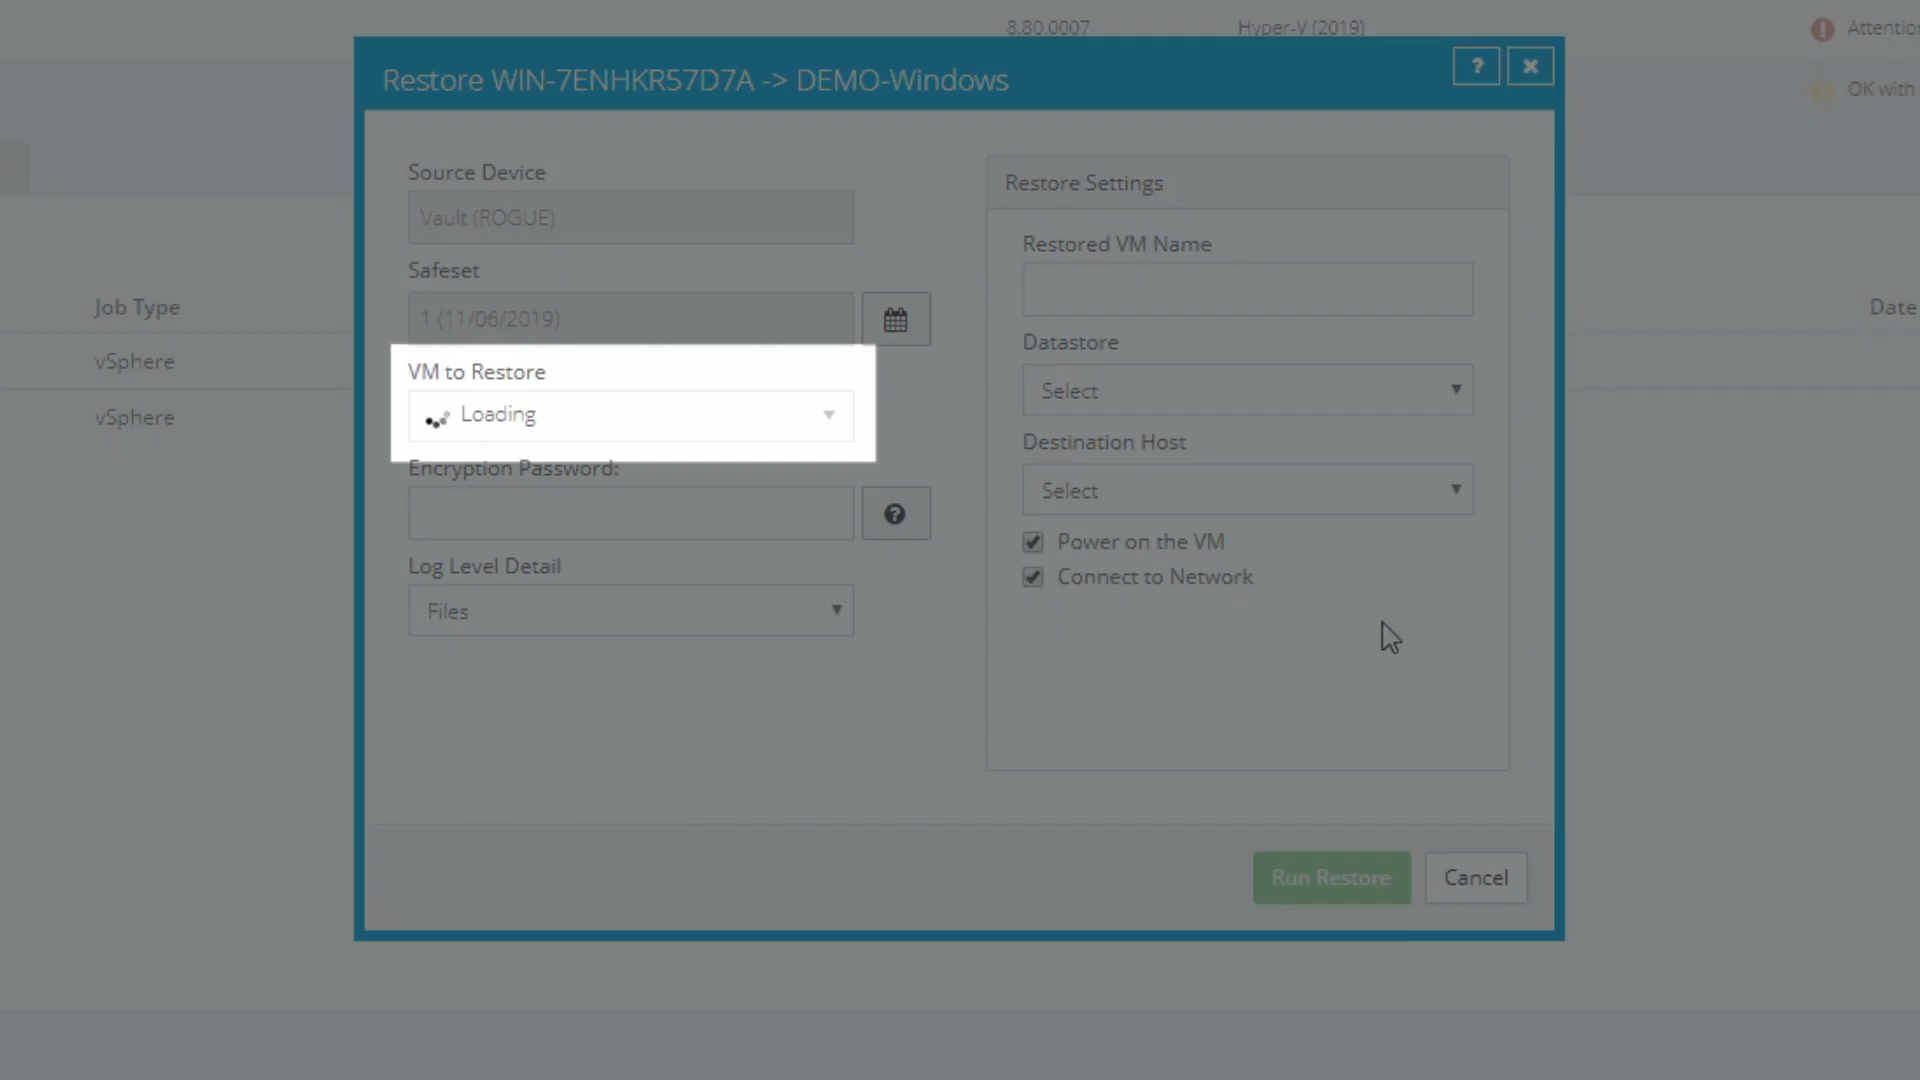 8.80.0007
Hyper-V (2019)
Attention
OK with
Restore WIN-7ENHKR57D7A -> DEMO-Windows
?
Source Device
Vault (ROGUE)
Safeset
1 (11/06/2019)
VM to Restore
Loading
Encryption Password:
Log Level Detail
Files
Restore Settings
Restored VM Name
Datastore
Select
Destination Host
Select
Power on the VM
Connect to Network
Job Type
vSphere
vSphere
Date
Run Restore
Cancel